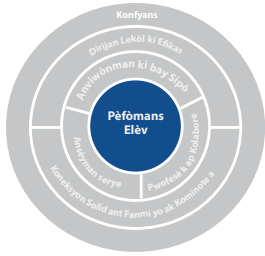 Konfyans
Dirijan Lekòl ki Efikas
Anviwònman ki bay Sipò
Pèfòmans
Elèv
Ansèyman serye
Pwofesè k ap Kolabore
Koneksyon Solid ant Fanmi yo ak Kominote a